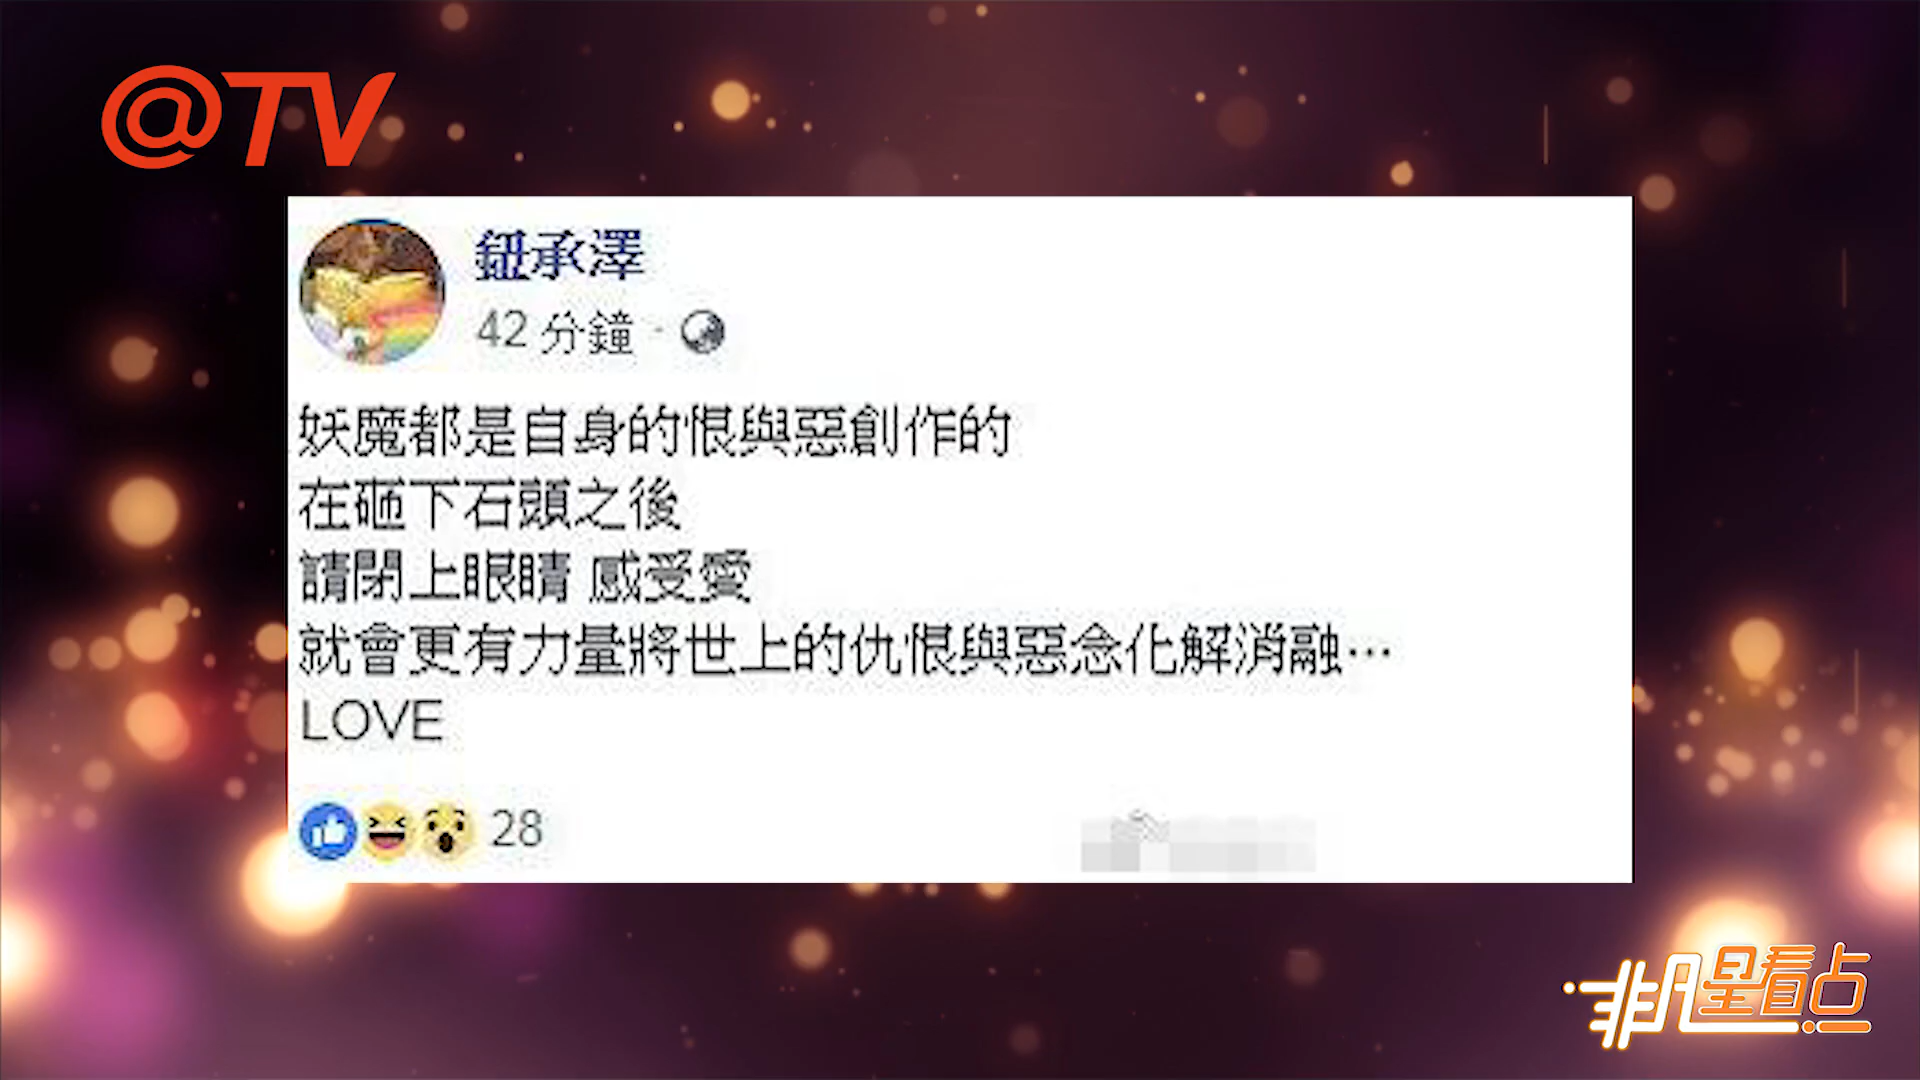 @TV
鈕承澤
42 分鐘 ·
妖魔都是自身的恨與惡創作的
在砸下石頭之後
請閉上眼睛 感受愛
就會更有力量將世上的仇恨與惡念化解消融…
LOVE
28
非凡星看点